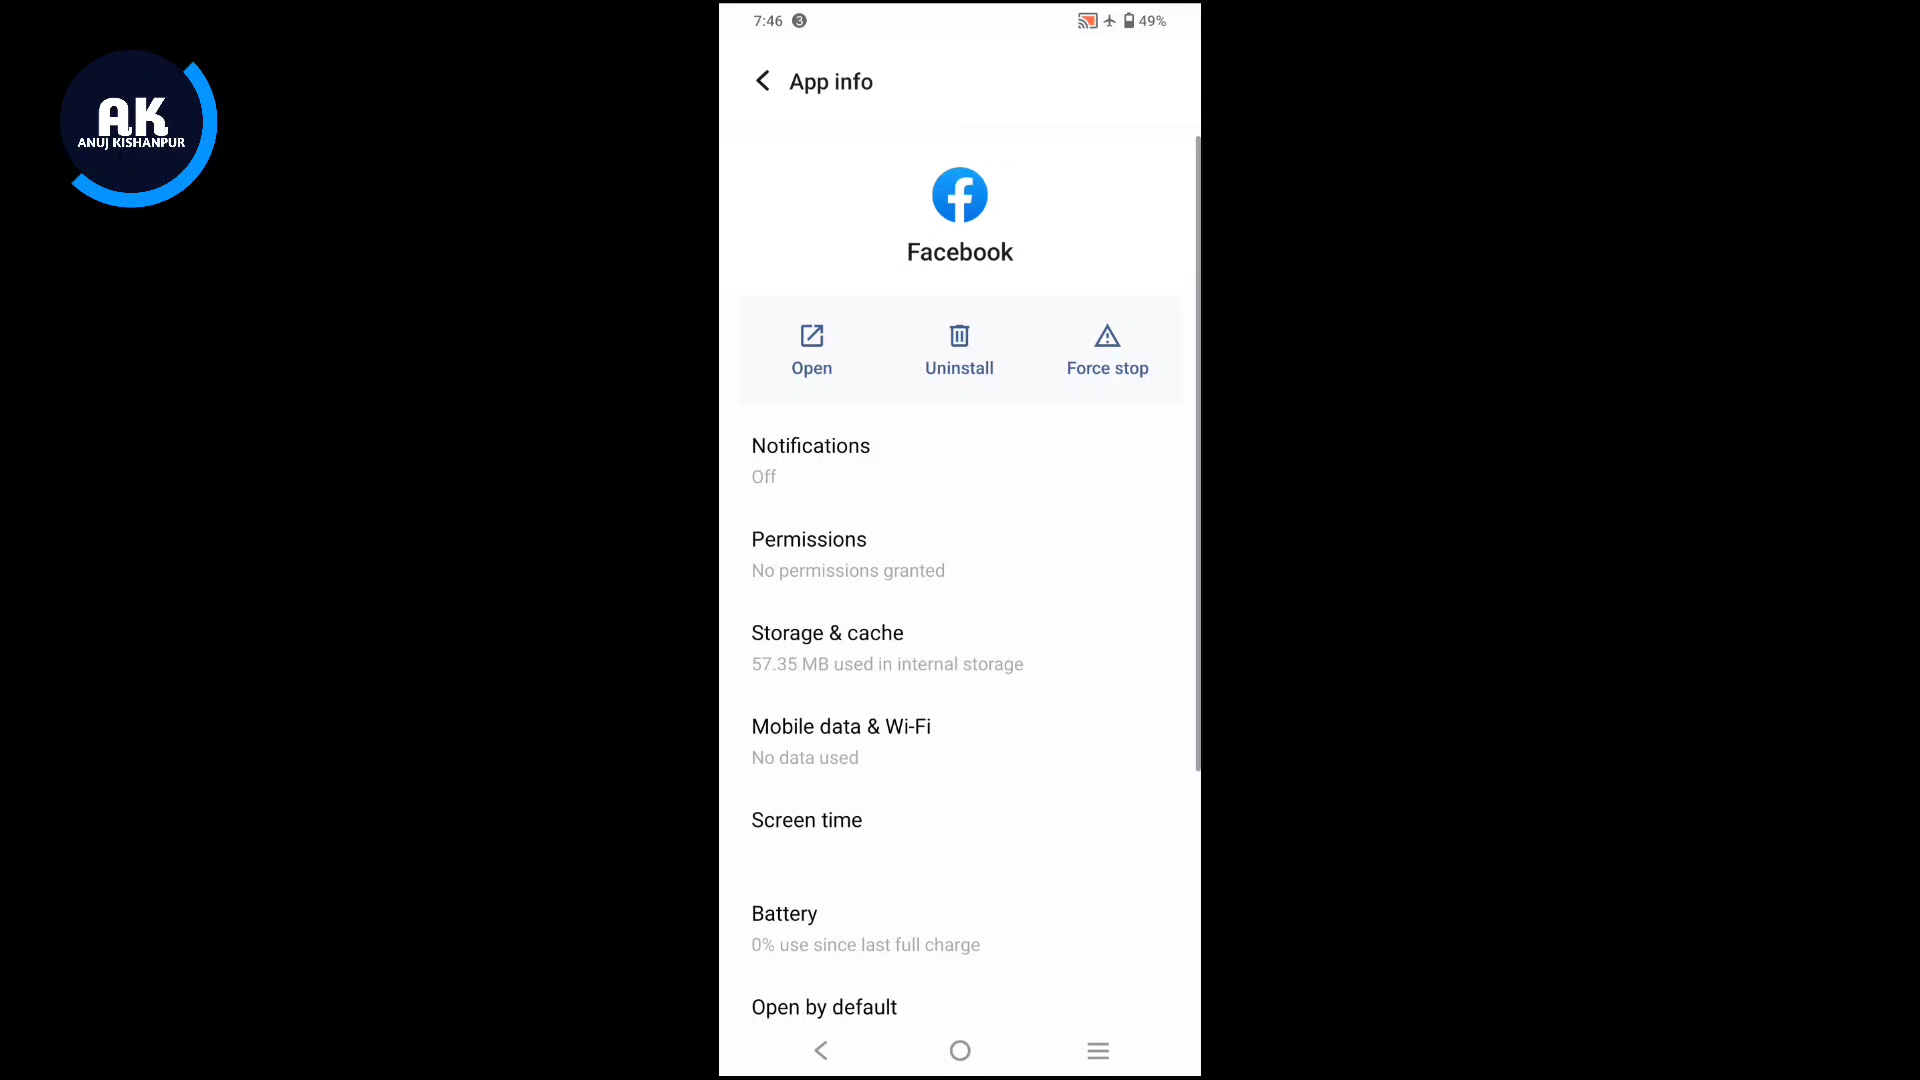 7:46 3 49%
AK
ANUJ KISHANPUR
App info
Facebook
Open Uninstall Force stop
Notifications
Off
Permissions
No permissions granted
Storage & cache
57.35 MB used in internal storage
Mobile data & Wi-Fi
No data used
Screen time
Battery
0% use since last full charge
Open by default